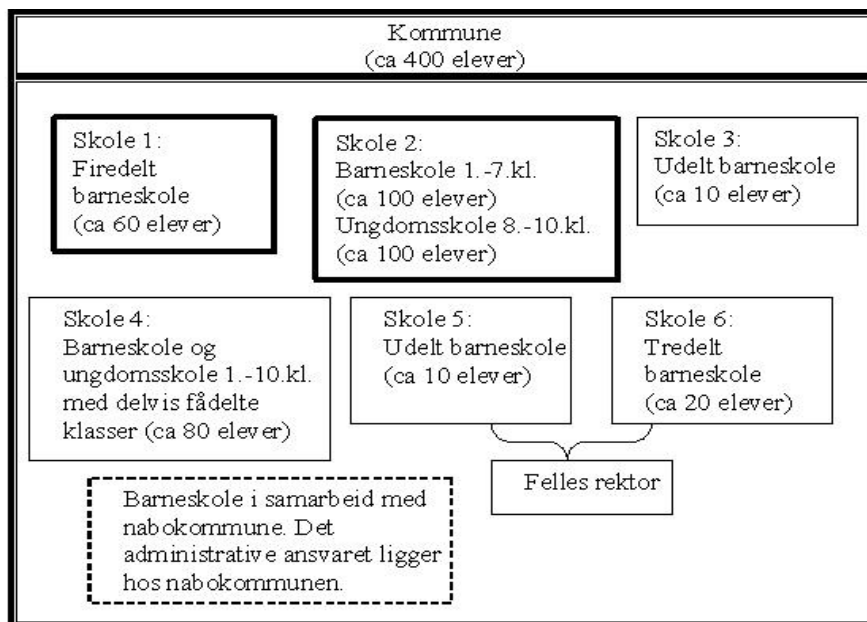 Kommune
(ca 400 elever)
Skole 1:
Firedelt
barneskole
(ca 60 elever)
Skole 2:
Barneskole 1.-7.kl.
(ca 100 elever)
Ungdomsskole 8.-10.kl.
(ca 100 elever)
Skole 3:
Udelt barneskole
(ca 10 elever)
Skole 4:
Barneskole og
ungdomsskole 1.-10.kl.
med delvis fådelte
klasser (ca 80 elever)
Skole 5:
Udelt barneskole
(ca 10 elever)
Skole 6:
Tredelt
barneskole
(ca 20 elever)
Felles rektor
Barneskole i samarbeid med
nabokommune. Det
administrative ansvaret ligger
hos nabokommunen.